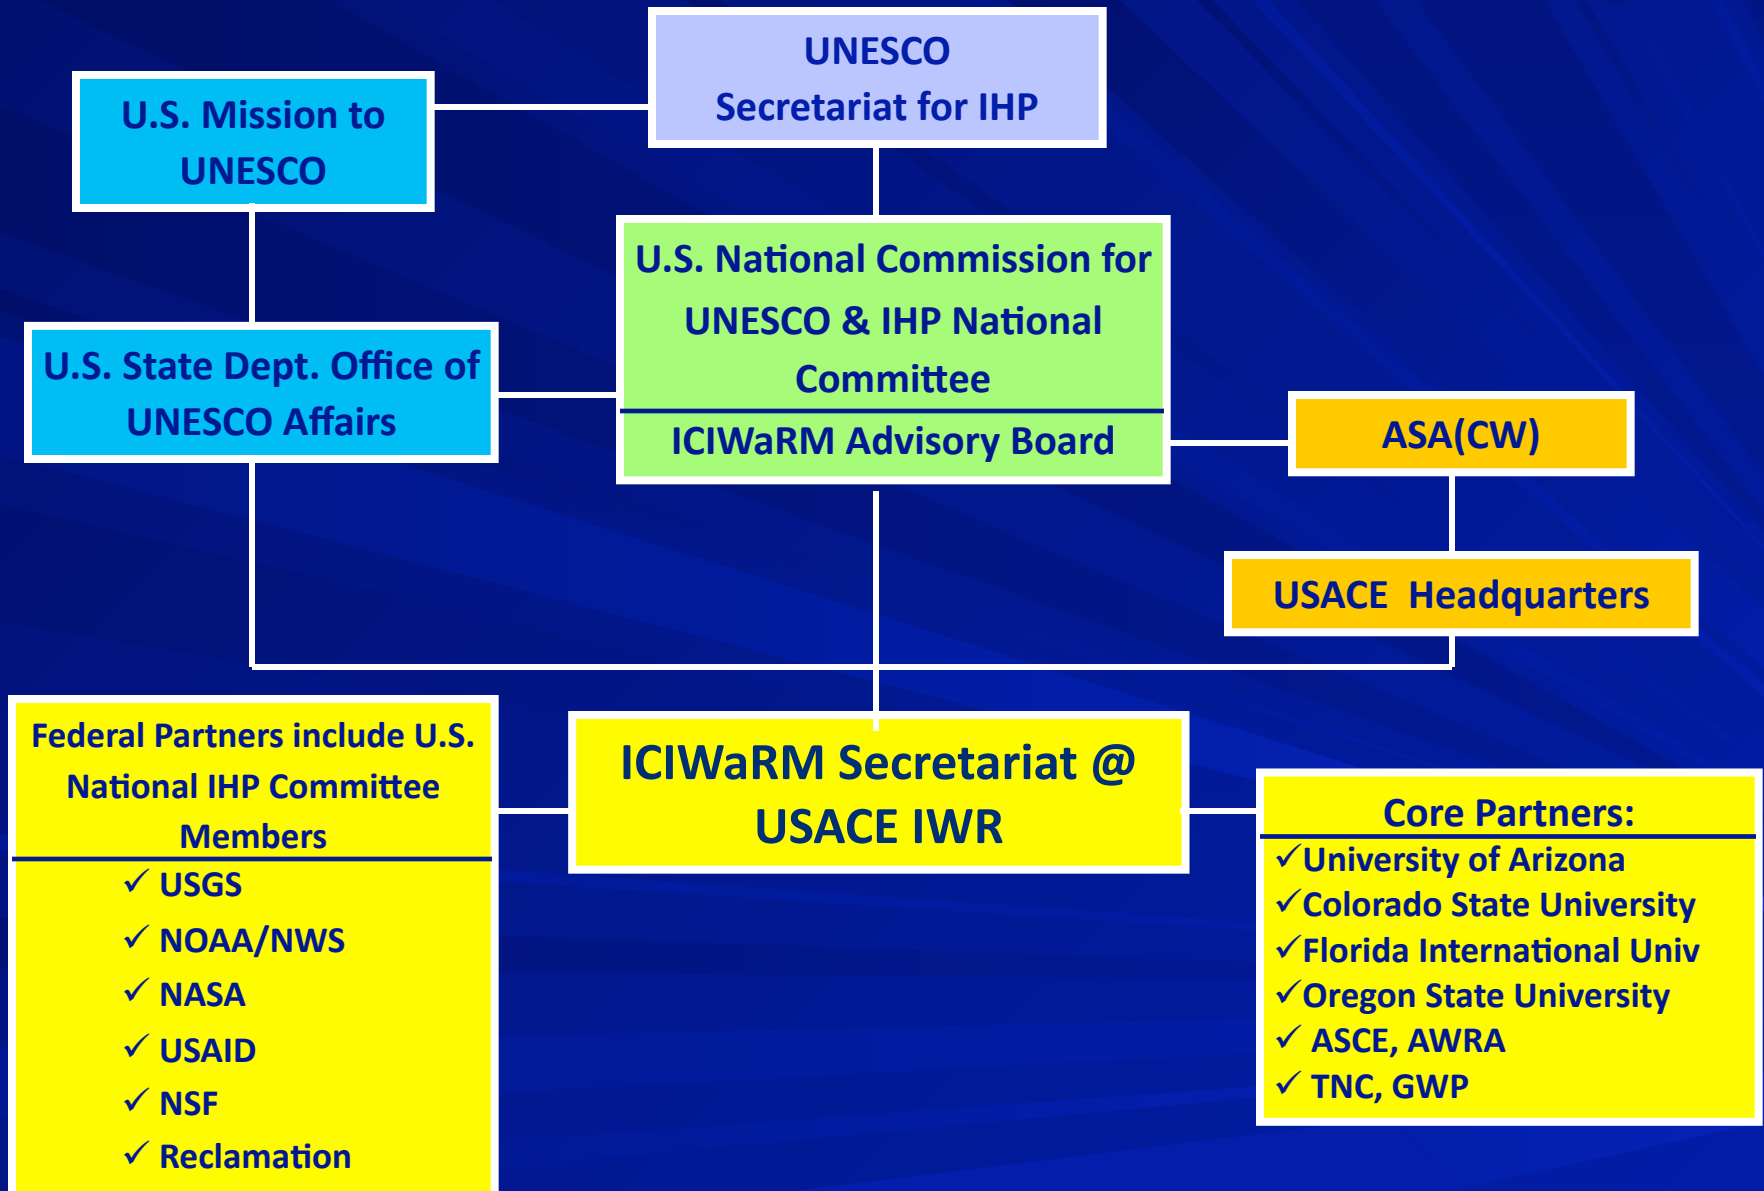 UNESCO
Secretariat for IHP
U.S. Mission to
UNESCO
U.S. National Commission for
UNESCO & IHP National
Committee
ICIWaRM Advisory Board
U.S. State Dept. Office of
UNESCO Affairs
ASA(CW)
USACE  Headquarters
Federal Partners include U.S.
National IHP Committee
Members
✓ USGS
✓ NOAA/NWS
✓ NASA
✓ USAID
✓ NSF
✓ Reclamation
ICIWaRM Secretariat @
USACE IWR
Core Partners:
✓University of Arizona
✓Colorado State University
✓Florida International Univ
✓Oregon State University
✓ ASCE, AWRA
✓ TNC, GWP